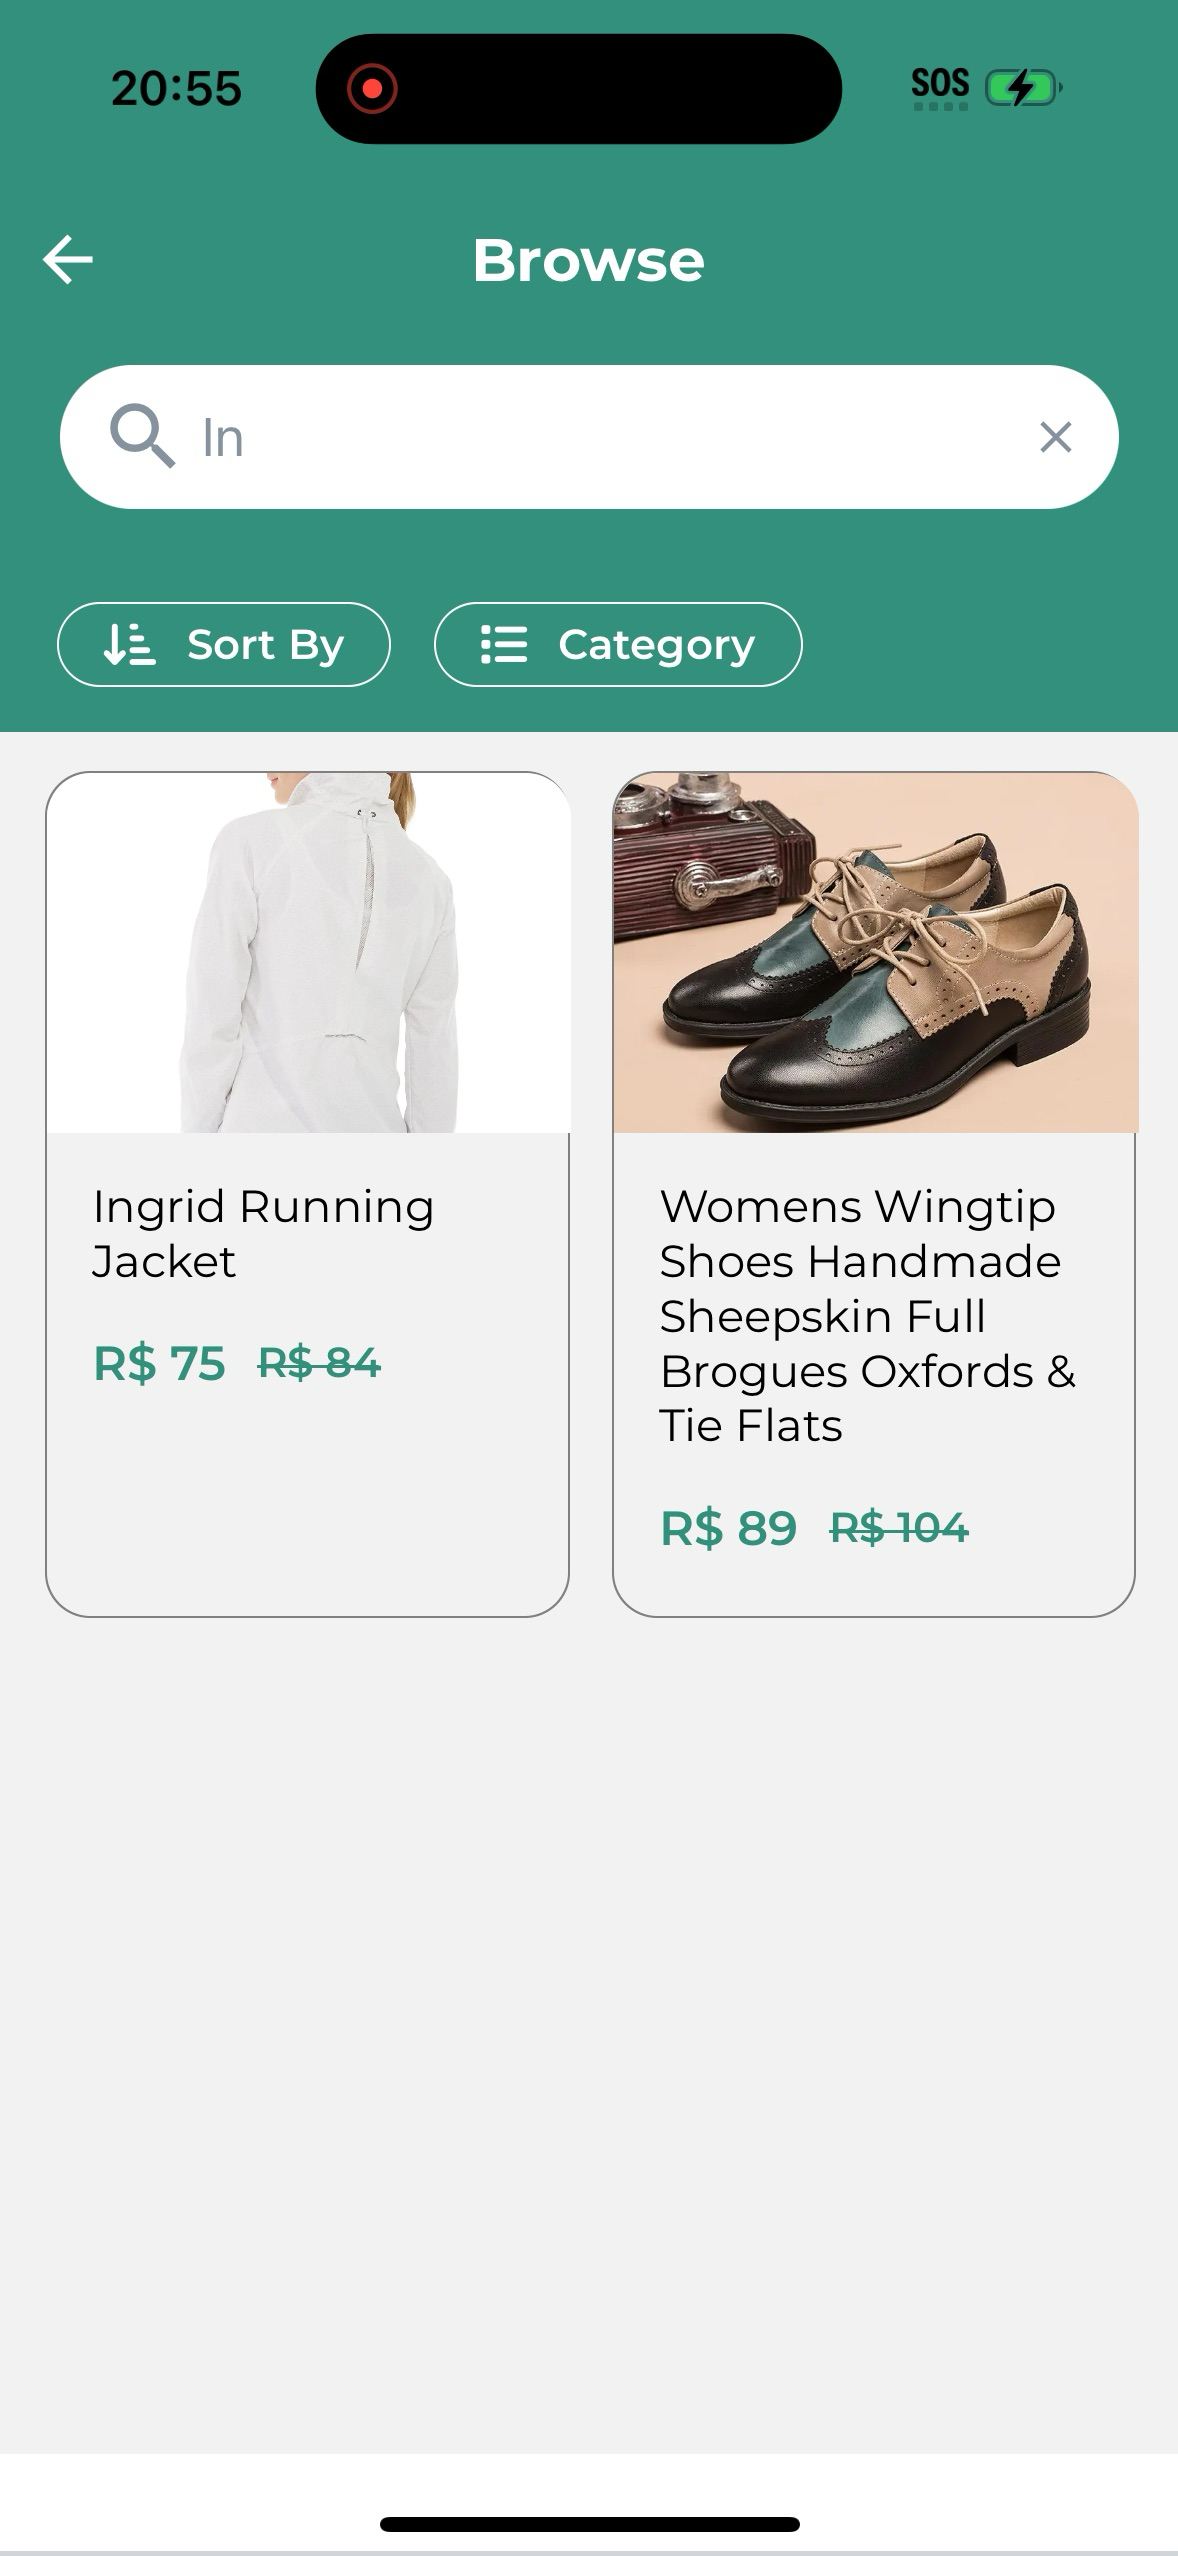 20:55
SOS
Browse
In
Sort By
Category
Ingrid Running
Jacket
R$ 75 R$ 84
Womens Wingtip
Shoes Handmade
Sheepskin Full
Brogues Oxfords &
Tie Flats
R$ 89 R$ 104